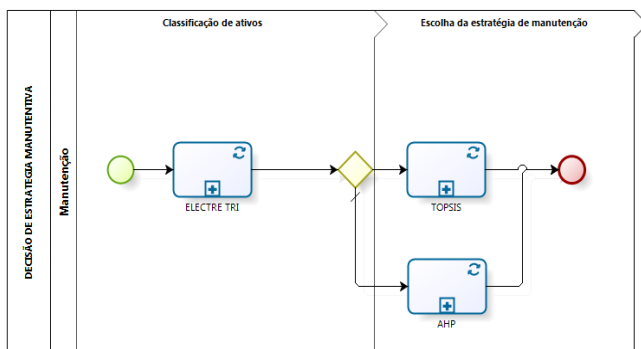 DECISÃO DE ESTRATEGIA MANUTENTIVA
Manutenção
Classificação de ativos
Escolha da estratégia de manutenção
ELECTRE TRI
TOPSIS
AHP